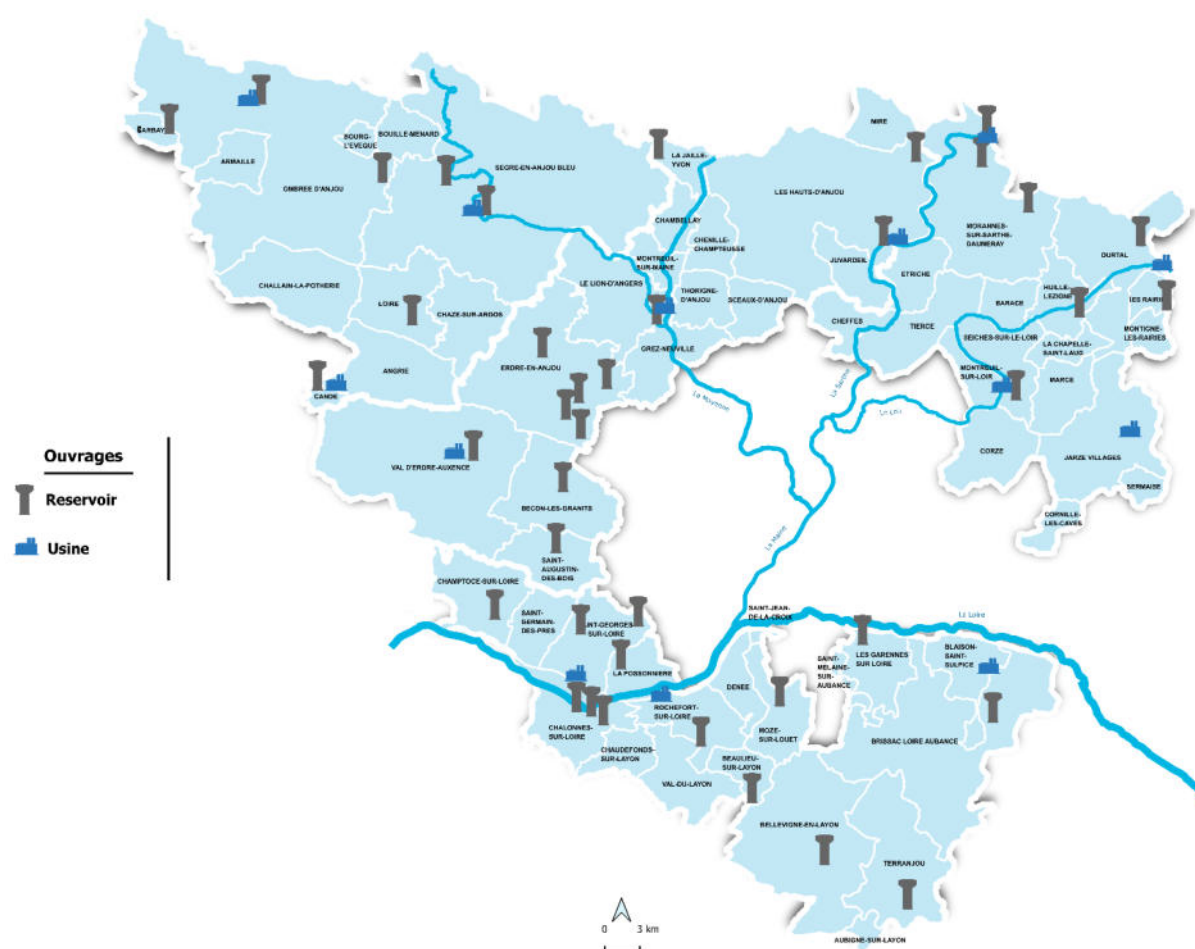 MIRE
CARBAY
BOURG-
L'EVEQUE
BOUILLE-MENARD
ARMAILLE
LA JAILLE-
YVON
SEGRE-EN-ANJOU BLEU
OMBREE D'ANJOU
LES HAUTS-D'ANJOU
CHAMBELLAY
MORANNES-
SUR-SARTHE-
DAUMERAY
CHENILLE-
CHAMPTEUSSE
DURTAL
JUVARDEIL
MONTREUIL-
SUR-MAINE
ETRICHE
CHALLAIN-LA-POTHERIE
LE LION-D'ANGERS
THORIGNE-
D'ANJOU
SCEAUX-D'ANJOU
HUILLE-
LEZIGNE
LES RAIRIES
LOIRE
CHAZE-SUR-ARGOS
BARACE
CHEFFES
TIERCE
SEICHES-SUR-LE-LOIR
MONTIGNE-
LES-RAIRIES
LA CHAPELLE-
SAINT-LAUD
GREZ-NEUVILLE
ERDRE-EN-ANJOU
ANGRIE
MONTREUIL-
SUR-LOIR
MARCE
La Sarthe
CANDE
La Mayenne
Le Loir
CORZE
JARZE VILLAGES
Ouvrages
VAL D'ERDRE-AUXENCE
SERMAISE
Reservoir
BECON-LES-GRANITS
CORNILLE-
LES-CAVES
Usine
La Maine
SAINT-
AUGUSTIN-
DES-BOIS
CHAMPTOCE-SUR-LOIRE
SAINT-
GERMAIN-
DES-PRES
INT-GEORGES
SUR-LOIRE
SAINT-JEAN-
DE-LA-CROIX
La Loire
LES GARENNES
SUR LOIRE
BLAISON-
SAINT-
SULPICE
SAINT-
MELAINE-
SUR-
AUBANCE
LA POSSONNIERE
DENEE
ROCHEFORT-
SUR-LOIRE
CHALONNES-
SUR-LOIRE
MOZE-
SUR-LOUET
BRISSAC LOIRE AUBANCE
CHAUDEFONDS-
SUR-LAYON
BEAULIEU-
SUR-LAYON
VAL-DU-LAYON
BELLEVIGNE-EN-LAYON
TERRANJOU
AUBIGNE-SUR-LAYON
0 3 km